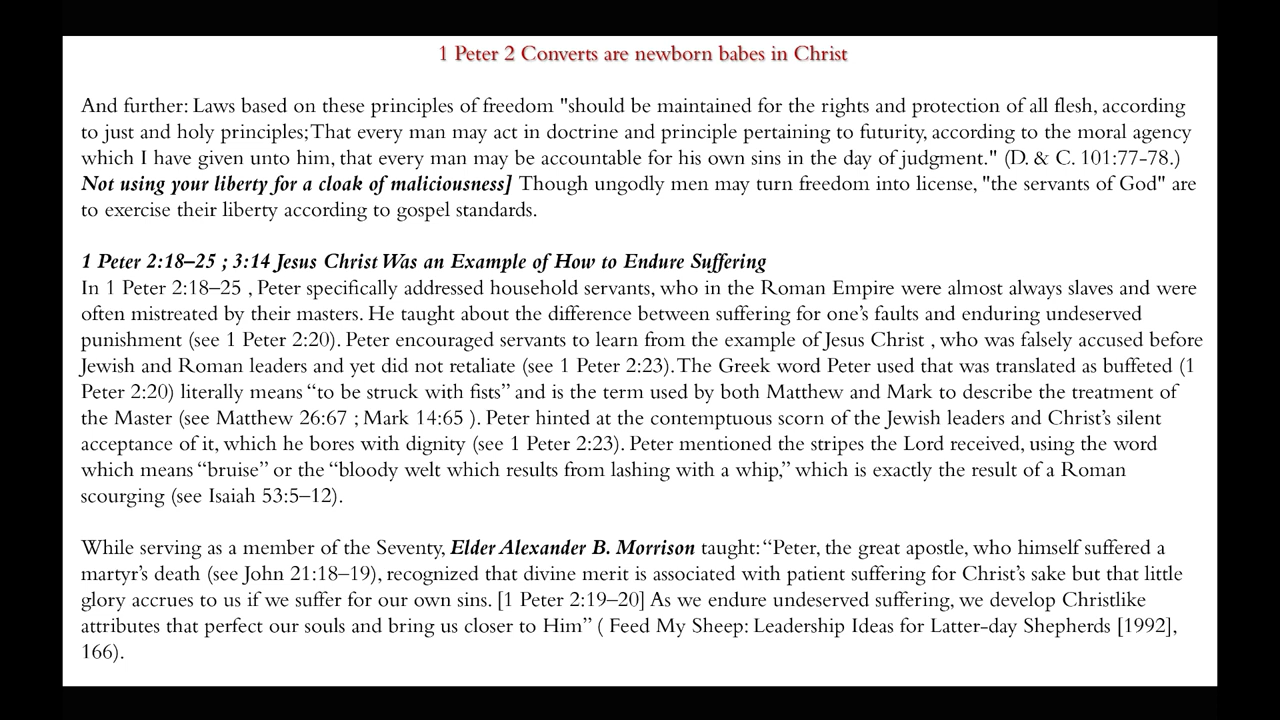 1 Peter 2 Converts are newborn babes in Christ
And further: Laws based on these principles of freedom "should be maintained for the rights and protection of all flesh, according
to just and holy principles; That every man may act in doctrine and principle pertaining to futurity, according to the moral agency
which I have given unto him, that every man may be accountable for his own sins in the day of judgment." (D. & C. 101:77-78.)
Not using your liberty for a cloak of maliciousness] Though ungodly men may turn freedom into license, "the servants of God" are
to exercise their liberty according to gospel standards.
1 Peter 2:18–25 ; 3:14 Jesus Christ Was an Example of How to Endure Suffering
In 1 Peter 2:18–25 , Peter specifically addressed household servants, who in the Roman Empire were almost always slaves and were
often mistreated by their masters. He taught about the difference between suffering for one’s faults and enduring undeserved
punishment (see 1 Peter 2:20). Peter encouraged servants to learn from the example of Jesus Christ , who was falsely accused before
Jewish and Roman leaders and yet did not retaliate (see 1 Peter 2:23). The Greek word Peter used that was translated as buffeted (1
Peter 2:20) literally means “to be struck with fists” and is the term used by both Matthew and Mark to describe the treatment of
the Master (see Matthew 26:67 ; Mark 14:65 ). Peter hinted at the contemptuous scorn of the Jewish leaders and Christ’s silent
acceptance of it, which he bores with dignity (see 1 Peter 2:23). Peter mentioned the stripes the Lord received, using the word
which means “bruise” or the “bloody welt which results from lashing with a whip,” which is exactly the result of a Roman
scourging (see Isaiah 53:5–12).
While serving as a member of the Seventy, Elder Alexander B. Morrison taught: “Peter, the great apostle, who himself suffered a
martyr’s death (see John 21:18–19), recognized that divine merit is associated with patient suffering for Christ’s sake but that little
glory accrues to us if we suffer for our own sins. [1 Peter 2:19–20] As we endure undeserved suffering, we develop Christlike
attributes that perfect our souls and bring us closer to Him” ( Feed My Sheep: Leadership Ideas for Latter-day Shepherds [1992],
166).